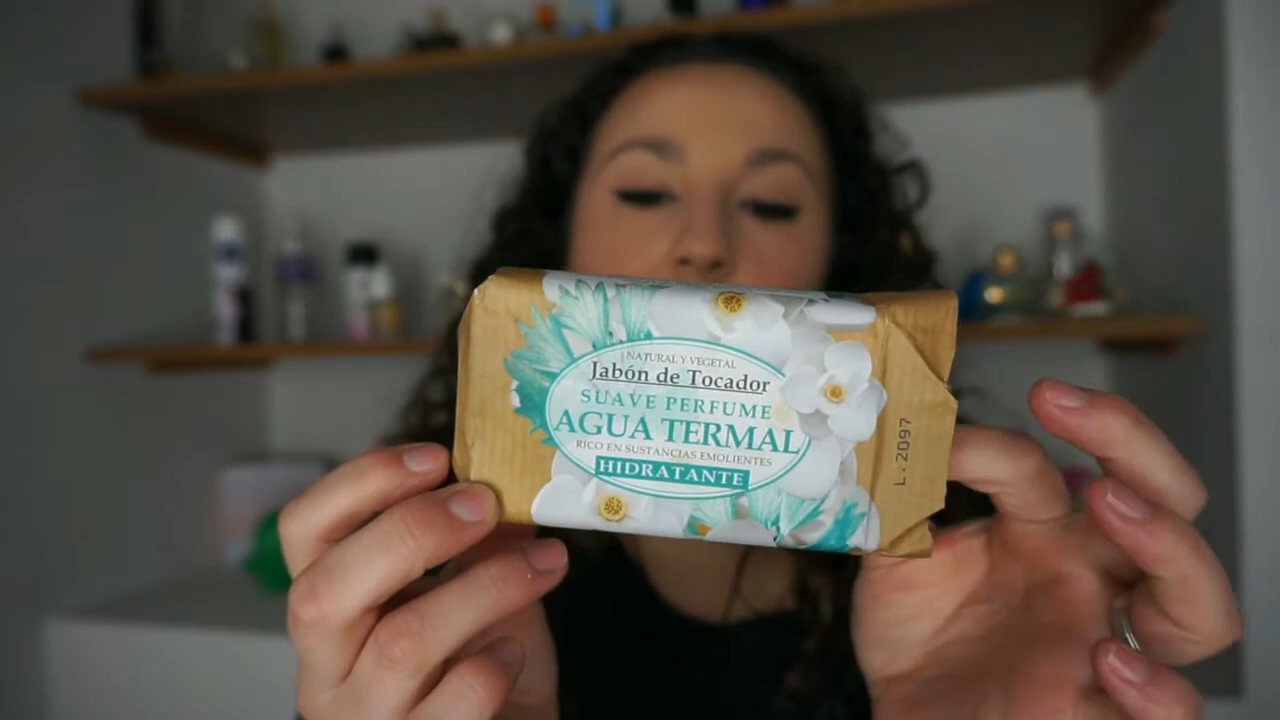 NATURAL Y VEGETAL
Jabón de Tocador
SUAVE PERFUME
AGUA TERMAL
RICO EN SUSTANCIAS EMOLIENTES
HIDRATANTE
L. 2097